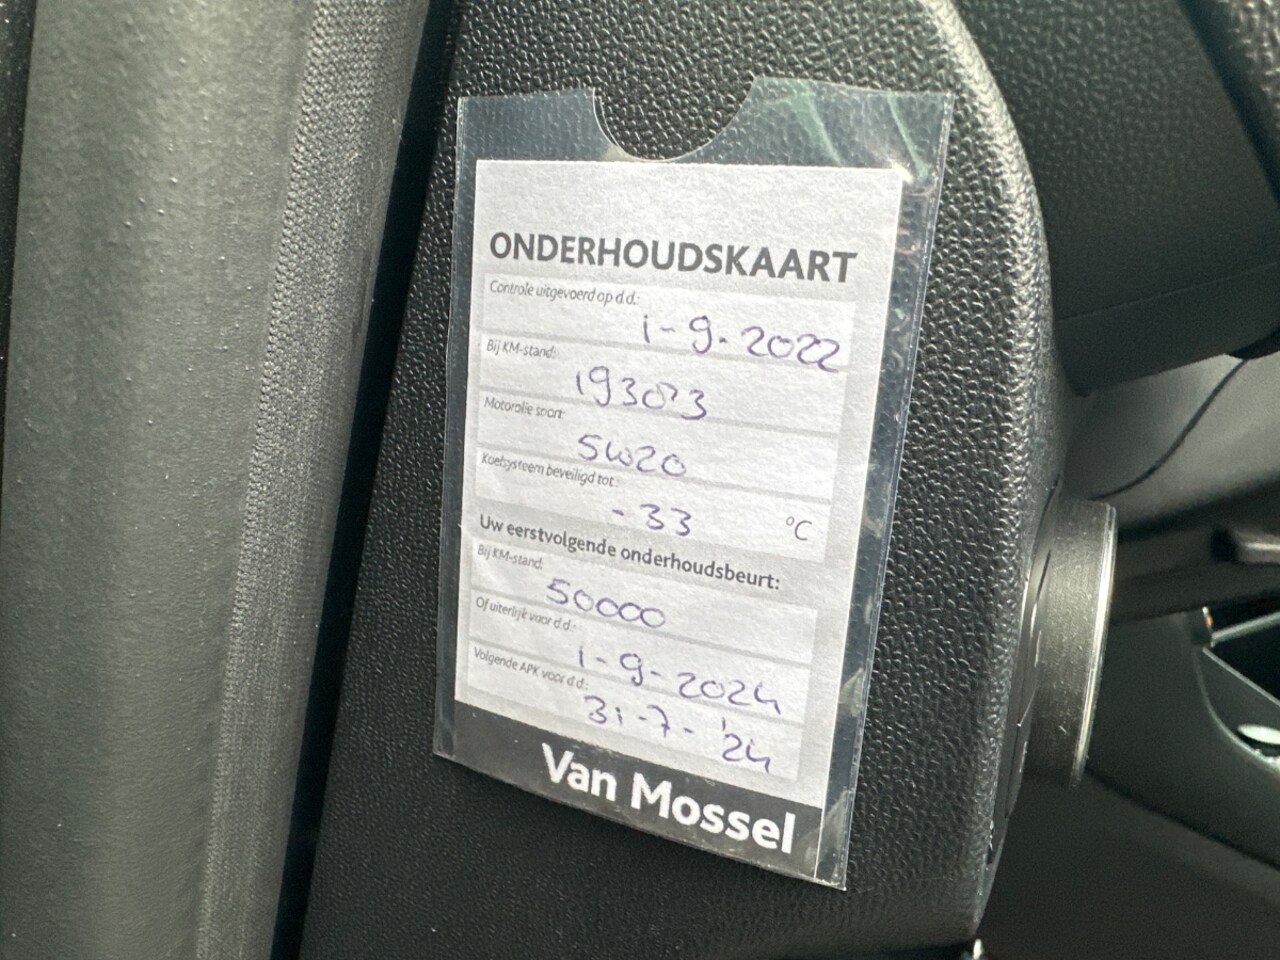 ONDERHOUDSKAART
Controle uitgevoerd op d.d.:
1-9-2022
Bij KM-stand:
193073
Motorolie soort:
5W20
Koelsysteem beveiligd tot:
-33 °C
Uw eerstvolgende onderhoudsbeurt:
Bij KM-stand:
50000
Of uiterlijk voor d.d.:
1-9-2024
Volgende APK voor d.d.:
31-7-'24
Van Mossel